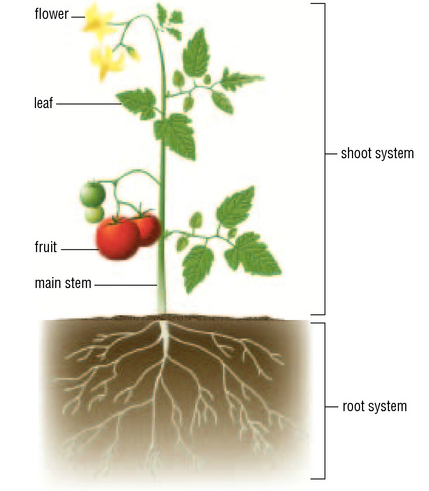 flower
leaf
shoot system
fruit
main stem
root system